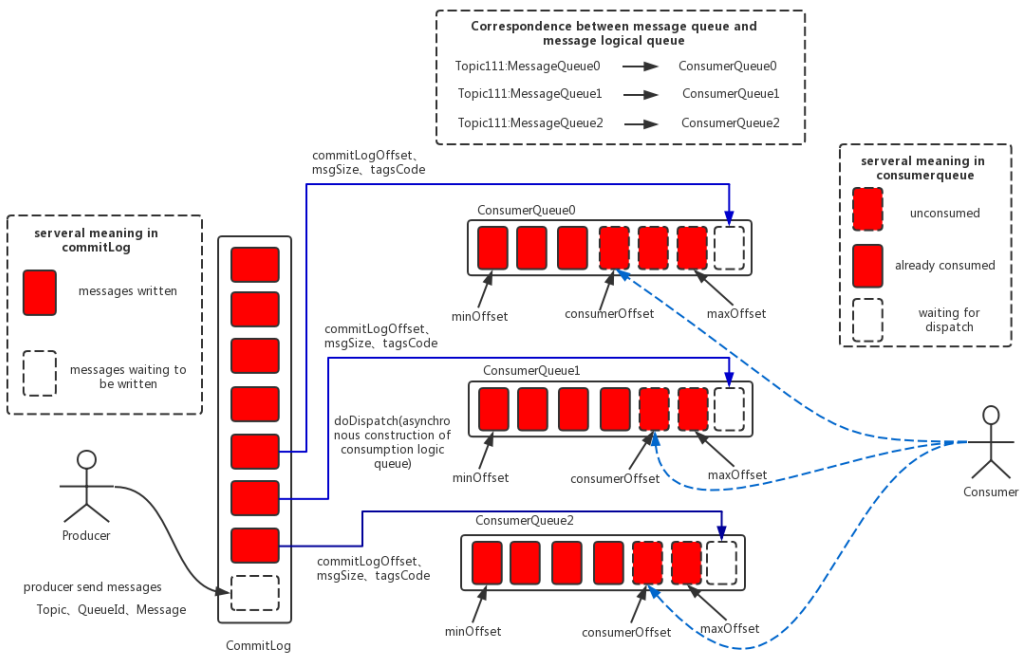 Correspondence between message queue and
message logical queue
Topic111:MessageQueue0
ConsumerQueue0
Topic111:MessageQueue1
ConsumerQueue1
Topic111:MessageQueue2
ConsumerQueue2
serveral meaning in
consumerqueue
unconsumed
already consumed
waiting for
dispatch
serveral meaning in
commitLog
messages written
messages waiting to
be written
commitLogOffset、
msgSize、tagsCode
ConsumerQueue0
minOffset
consumerOffset
maxOffset
commitLogOffset、
msgSize、tagsCode
ConsumerQueue1
doDispatch(asynchro
nous construction of
consumption logic
queue)
minOffset
consumerOffset
maxOffset
Consumer
Producer
ConsumerQueue2
commitLogOffset、
msgSize、tagsCode
minOffset
consumerOffset
maxOffset
producer send messages
Topic、QueueId、Message
CommitLog